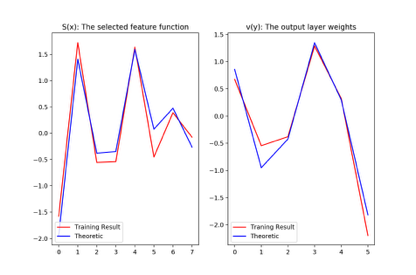 S(x): The selected feature function
1.5
1.0
0.5
0.0
−0.5
−1.0
−1.5
−2.0
0 1 2 3 4 5 6 7
Training Result
Theoretic
v(y): The output layer weights
1.5
1.0
0.5
0.0
−0.5
−1.0
−1.5
−2.0
0 1 2 3 4 5
Traning Result
Theoretic